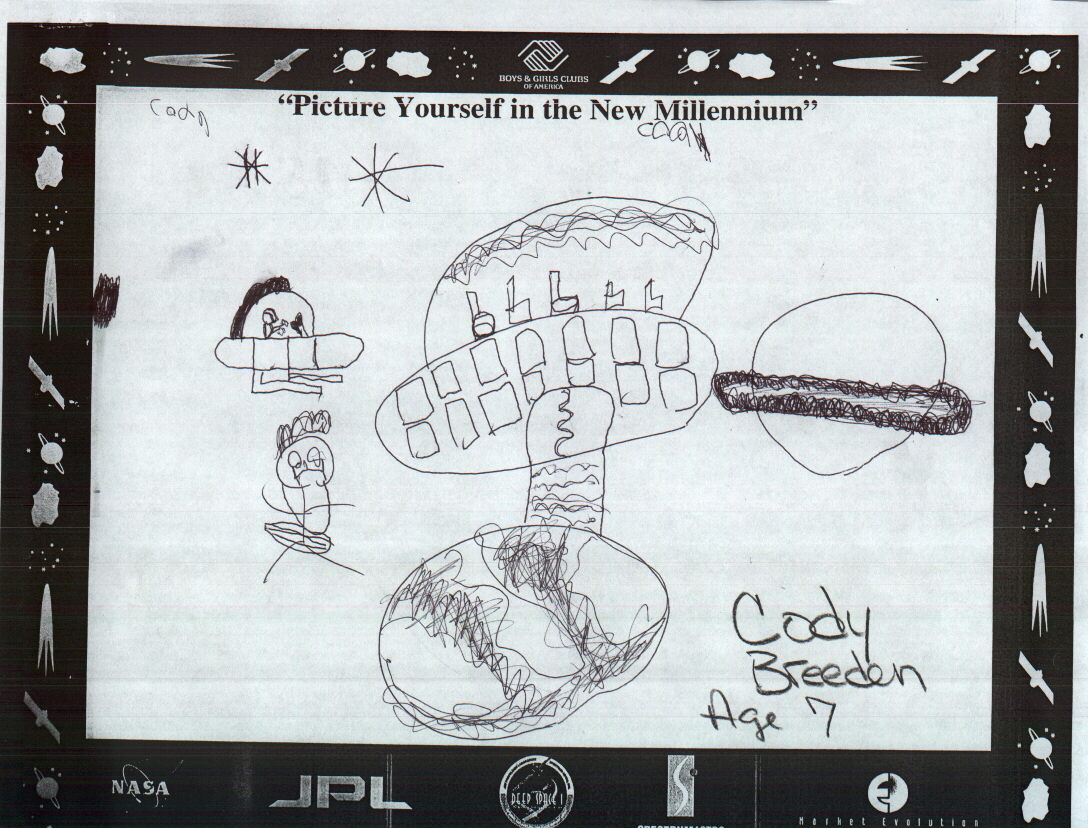 BOYS & GIRLS CLUBS
OF AMERICA
"Picture Yourself in the New Millennium"
Cody
Cody
Cody
Breeden
Age 7
NASA
JPL
DEEP SPACE 1
Market Evolution